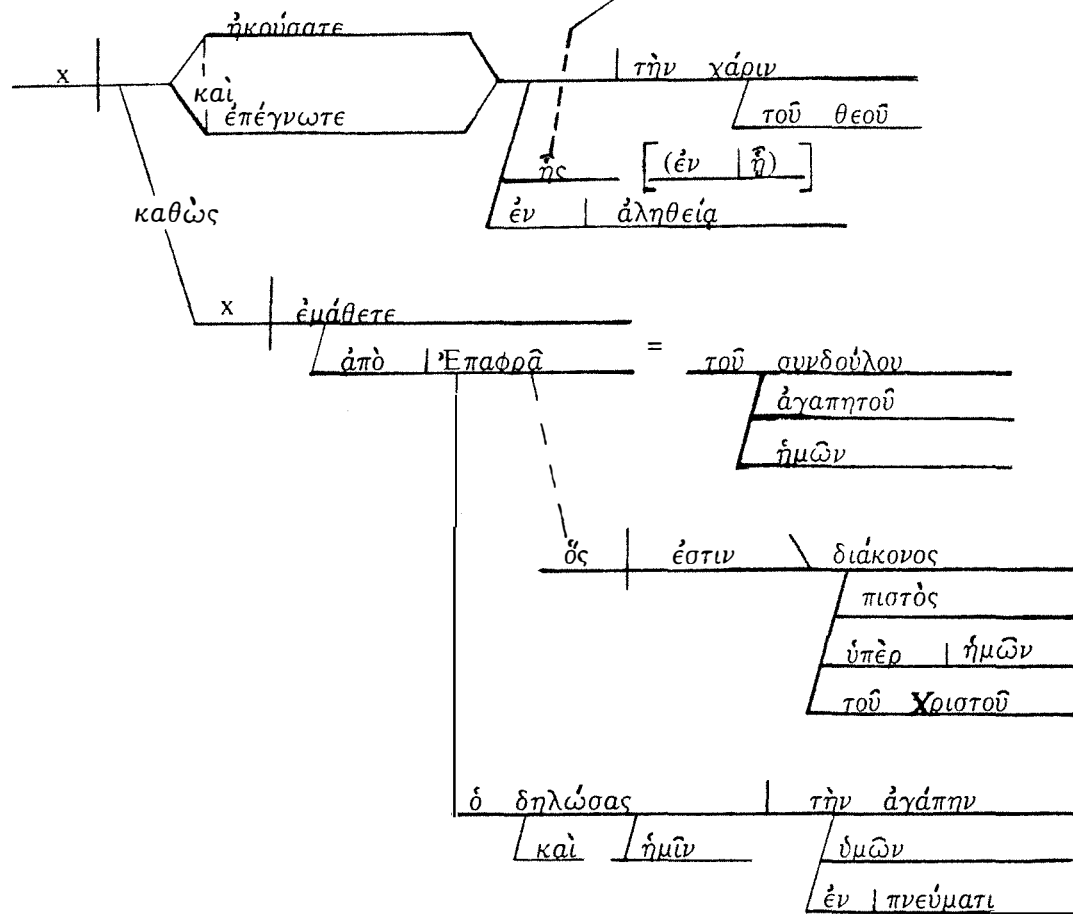 ἠκούσατε
x καὶ τὴν χάριν
ἐπέγνωτε τοῦ θεοῦ
ἧς [(ἐν ᾗ)]
καθὼς ἐν ἀληθείᾳ
x ἐμάθετε
ἀπὸ Ἐπαφρᾶ = τοῦ συνδούλου
ἀγαπητοῦ
ἡμῶν
ὅς ἐστιν διάκονος
πιστὸς
ὑπὲρ ἡμῶν
τοῦ Χριστοῦ
ὁ δηλώσας τὴν ἀγάπην
καὶ ἡμῖν ὑμῶν
ἐν πνεύματι